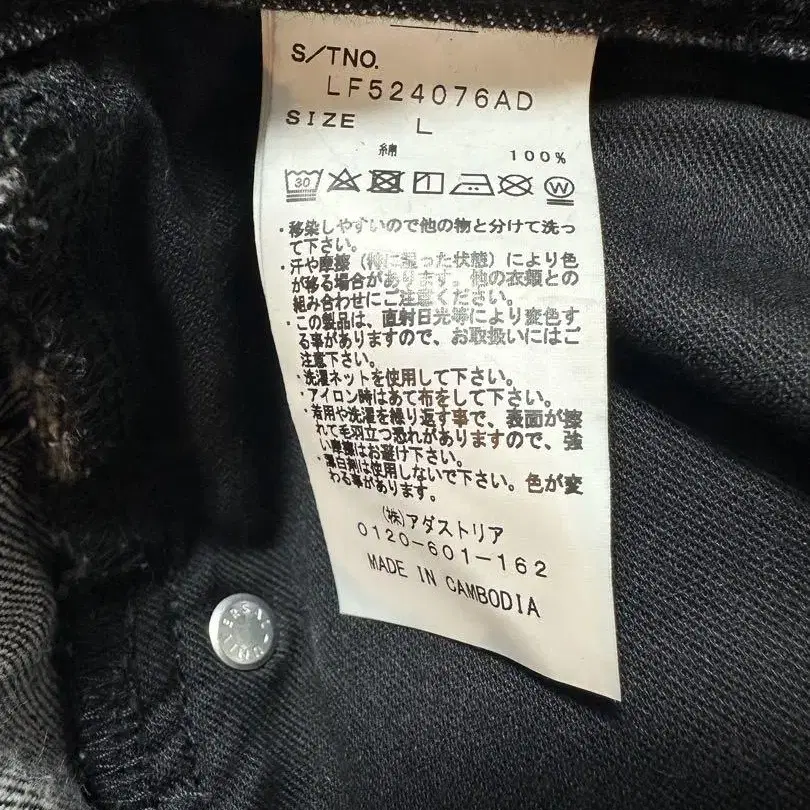 S/TNO.
LF524076AD
SIZE L
綿 100%
30 1 W
・移染しやすいので他の物と分けて洗っ
て下さい。
・汗や摩擦（特に湿った状態）により色
が移る場合があります。他の衣類との
組み合わせにご注意ください。
・この製品は、直射日光等により変色す
る事がありますので、お取扱いにはご
注意下さい。
・洗濯ネットを使用して下さい。
・アイロン時はあて布をして下さい。
・着用や洗濯を繰り返す事で、表面が擦
れて毛羽立つ恐れがありますので、強
い摩擦はお避け下さい。
・漂白剤は使用しないで下さい。色が変
わる事があります。
(株)アダストリア
0120-601-162
MADE IN CAMBODIA